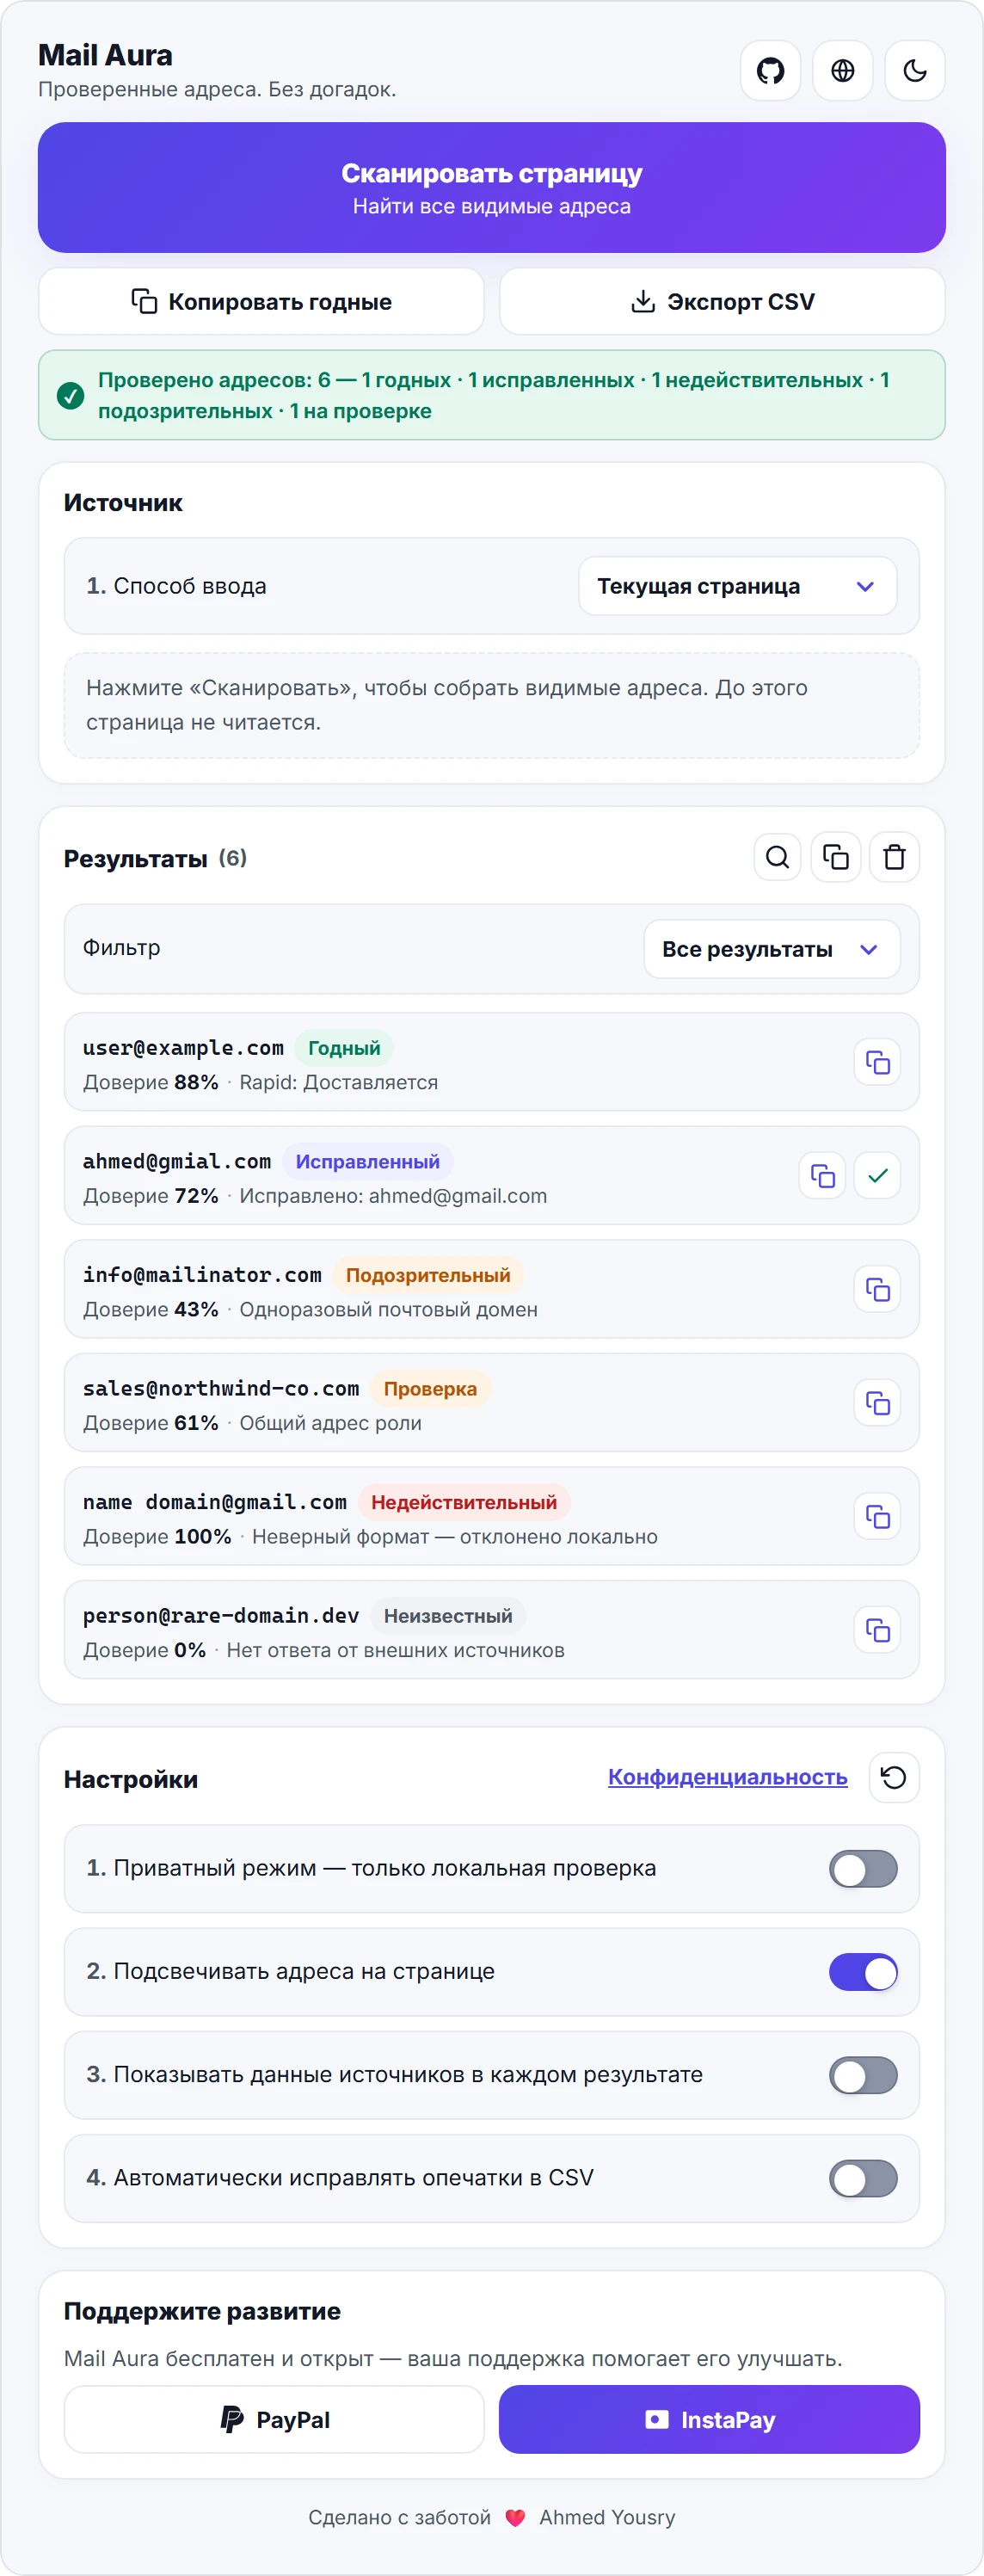 Mail Aura
Проверенные адреса. Без догадок.
Сканировать страницу
Найти все видимые адреса
Копировать годные
Экспорт CSV
Проверено адресов: 6 — 1 годных · 1 исправленных · 1 недействительных · 1
подозрительных · 1 на проверке
Источник
1. Способ ввода
Текущая страница
Нажмите «Сканировать», чтобы собрать видимые адреса. До этого
страница не читается.
Результаты (6)
Фильтр
Все результаты
user@example.com Годный
Доверие 88% · Rapid: Доставляется
ahmed@gmial.com Исправленный
Доверие 72% · Исправлено: ahmed@gmail.com
info@mailinator.com Подозрительный
Доверие 43% · Одноразовый почтовый домен
sales@northwind-co.com Проверка
Доверие 61% · Общий адрес роли
name domain@gmail.com Недействительный
Доверие 100% · Неверный формат — отклонено локально
person@rare-domain.dev Неизвестный
Доверие 0% · Нет ответа от внешних источников
Настройки
Конфиденциальность
1. Приватный режим — только локальная проверка
2. Подсвечивать адреса на странице
3. Показывать данные источников в каждом результате
4. Автоматически исправлять опечатки в CSV
Поддержите развитие
Mail Aura бесплатен и открыт — ваша поддержка помогает его улучшать.
PayPal
InstaPay
Сделано с заботой ❤️ Ahmed Yousry